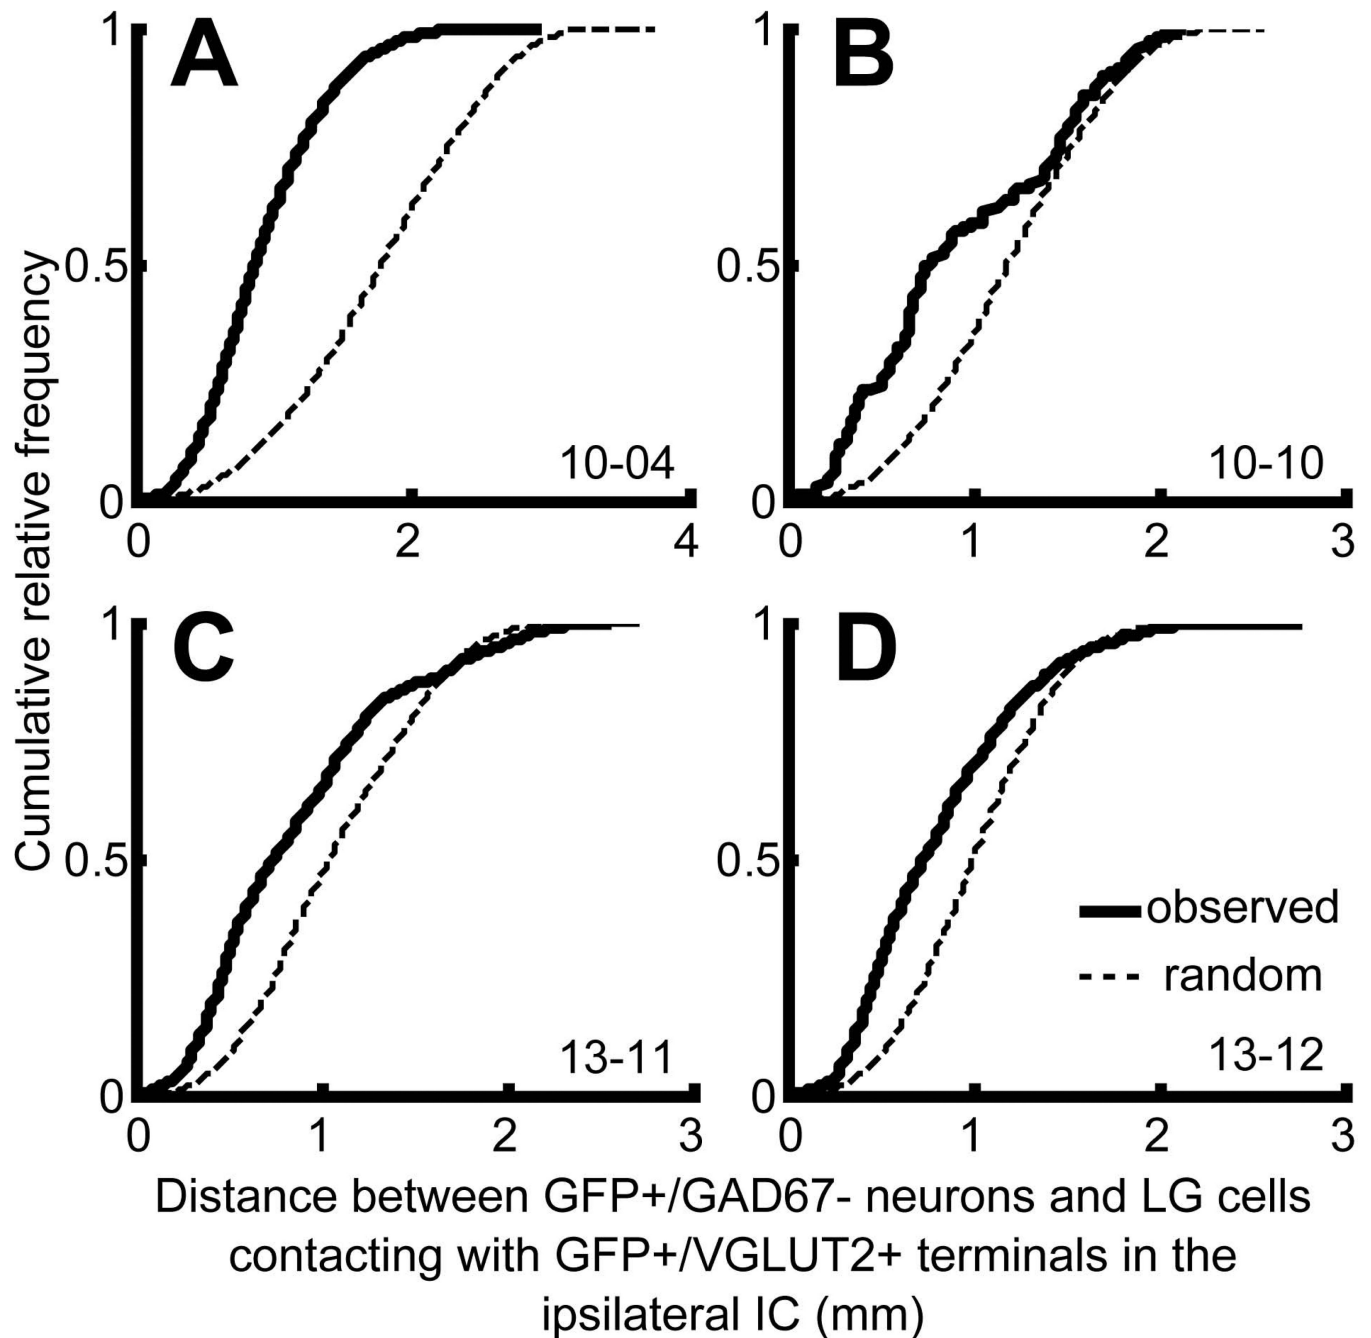 Cumulative relative frequency
A
1
0.5
0
0 2 4
10-04
B
1
0.5
0
0 1 2 3
10-10
C
1
0.5
0
0 1 2 3
13-11
D
1
0.5
0
0 1 2 3
observed
random
13-12
Distance between GFP+/GAD67- neurons and LG cells
contacting with GFP+/VGLUT2+ terminals in the
ipsilateral IC (mm)